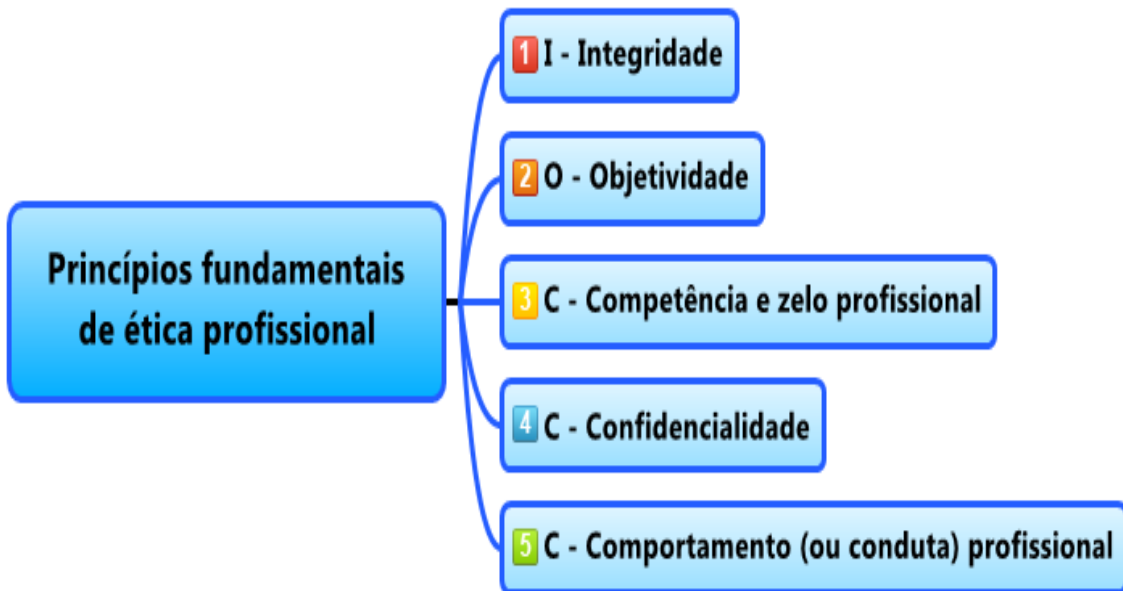 Princípios fundamentais
de ética profissional
1 I - Integridade
2 O - Objetividade
3 C - Competência e zelo profissional
4 C - Confidencialidade
5 C - Comportamento (ou conduta) profissional